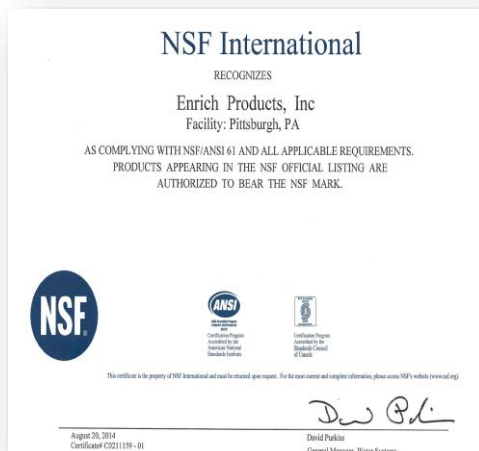 NSF International
RECOGNIZES
Enrich Products, Inc
Facility: Pittsburgh, PA
AS COMPLYING WITH NSF/ANSI 61 AND ALL APPLICABLE REQUIREMENTS.
PRODUCTS APPEARING IN THE NSF OFFICIAL LISTING ARE
AUTHORIZED TO BEAR THE NSF MARK.
NSF
ANSI
Certification Program
Accredited by the
American National
Standards Institute
Certification Program
Accredited by the
Standards Council
of Canada
This certificate is the property of NSF International and must be returned upon request. For the most current and complete information, please access NSF's website (www.nsf.org).
August 20, 2014
Certificate# C0211159 - 01
David Purkiss
General Manager, Water Systems